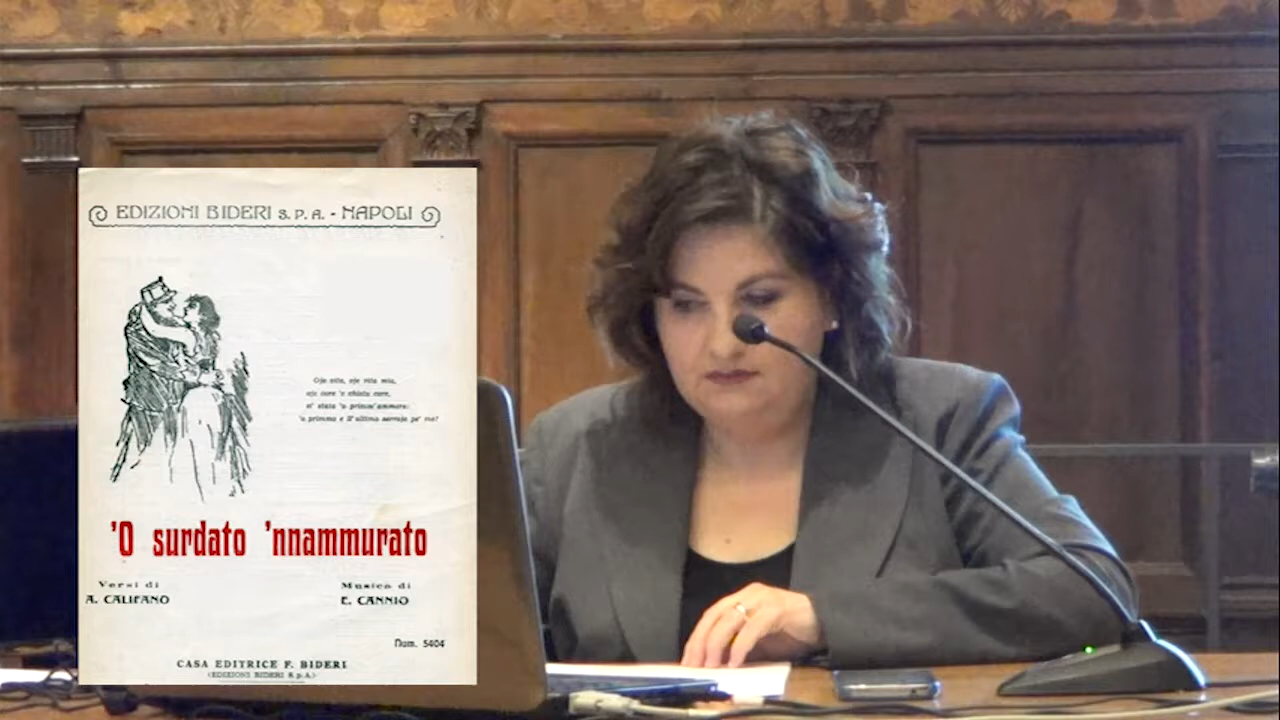 EDIZIONI BIDERI S. P. A. - NAPOLI
Oje vita, oje vita mia,
oje core 'e chistu core,
si' stata 'o primm'ammore:
'o primmo e ll'ultimo sarraje pe' me!
'O surdato 'nnammurato
Versi di
A. CALIFANO
Musica di
E. CANNIO
Num. 5404
CASA EDITRICE F. BIDERI
(EDIZIONI BIDERI S.p.A.)